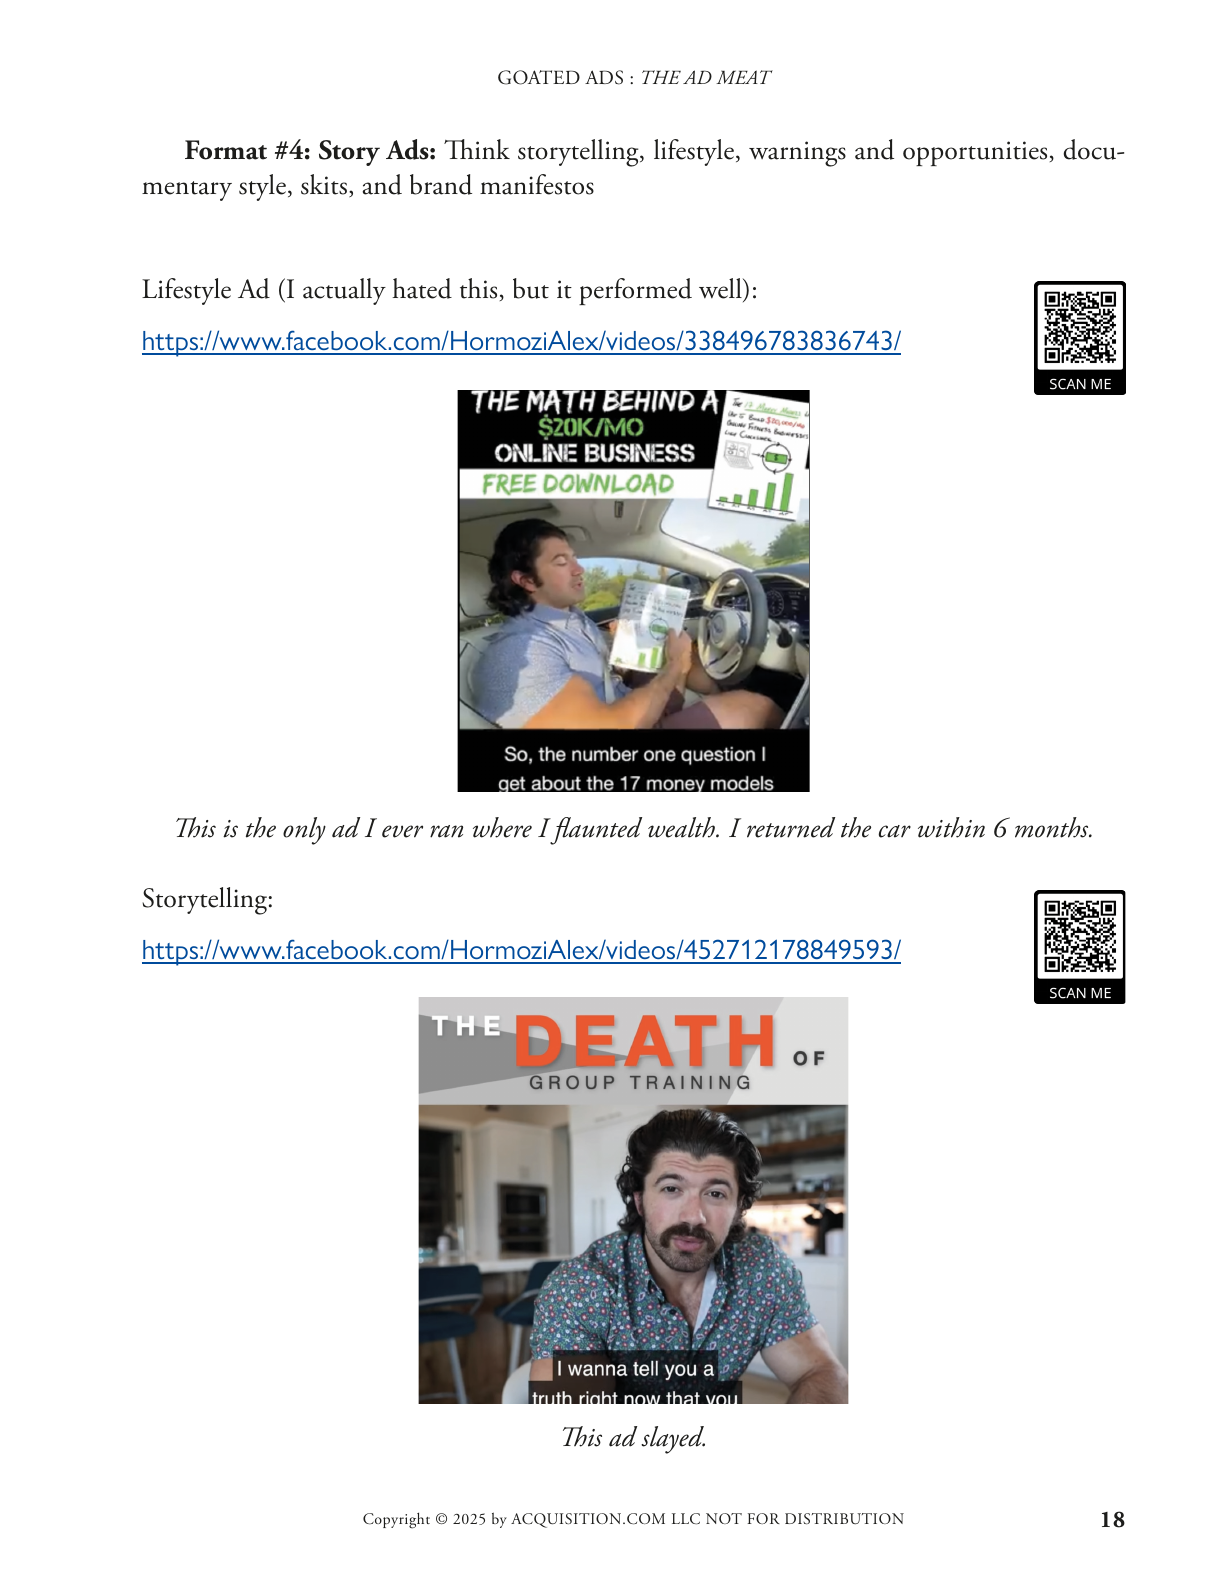 GOATED ADS : THE AD MEAT
Format #4: Story Ads: Think storytelling, lifestyle, warnings and opportunities, docu-
mentary style, skits, and brand manifestos
Lifestyle Ad (I actually hated this, but it performed well):
https://www.facebook.com/HormoziAlex/videos/338496783836743/
SCAN ME
THE MATH BEHIND A
$20K/MO
ONLINE BUSINESS
FREE DOWNLOAD
So, the number one question I
get about the 17 money models
This is the only ad I ever ran where I flaunted wealth. I returned the car within 6 months.
Storytelling:
https://www.facebook.com/HormoziAlex/videos/452712178849593/
SCAN ME
THE DEATH OF
GROUP TRAINING
I wanna tell you a
truth right now that you
This ad slayed.
Copyright © 2025 by ACQUISITION.COM LLC NOT FOR DISTRIBUTION
18